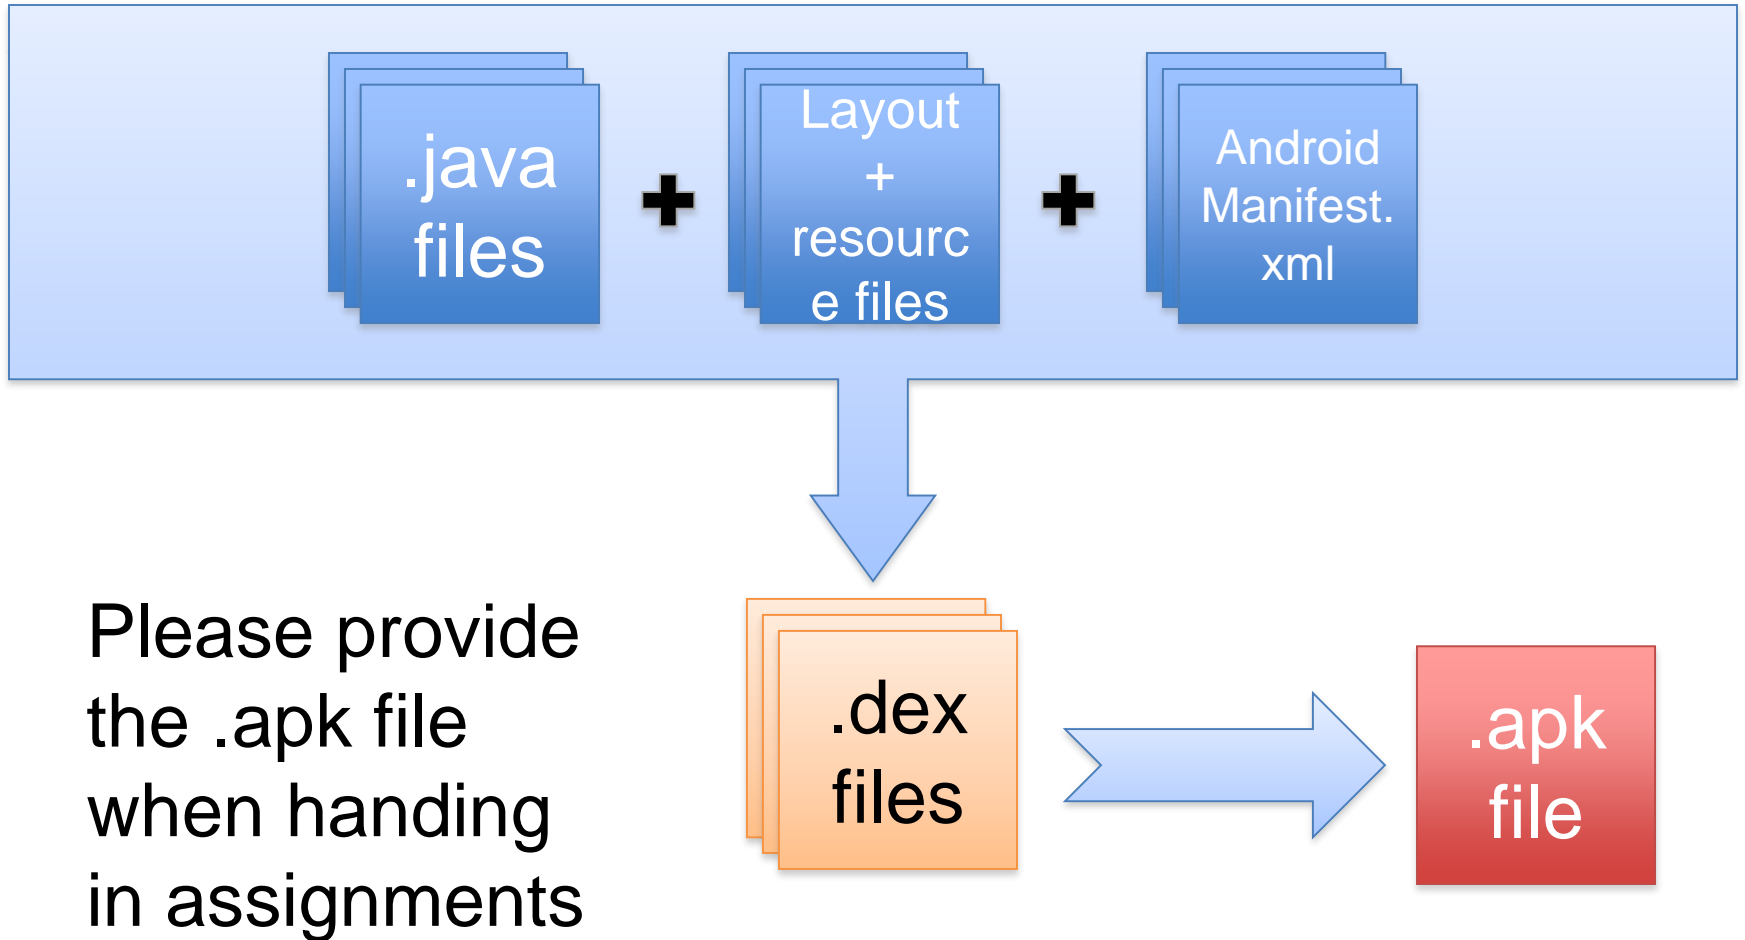 .java
files
Layout
+
resourc
e files
Android
Manifest.
xml
Please provide
the .apk file
when handing
in assignments
.dex
files
.apk
file